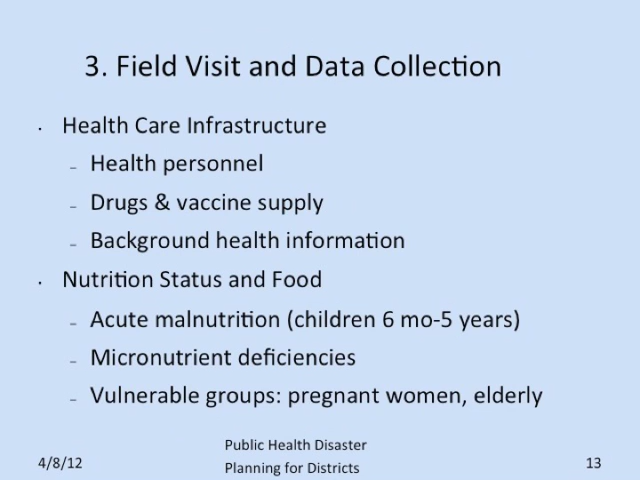 3. Field Visit and Data Collection
· Health Care Infrastructure
– Health personnel
– Drugs & vaccine supply
– Background health information
· Nutrition Status and Food
– Acute malnutrition (children 6 mo-5 years)
– Micronutrient deficiencies
– Vulnerable groups: pregnant women, elderly
4/8/12
Public Health Disaster
Planning for Districts
13